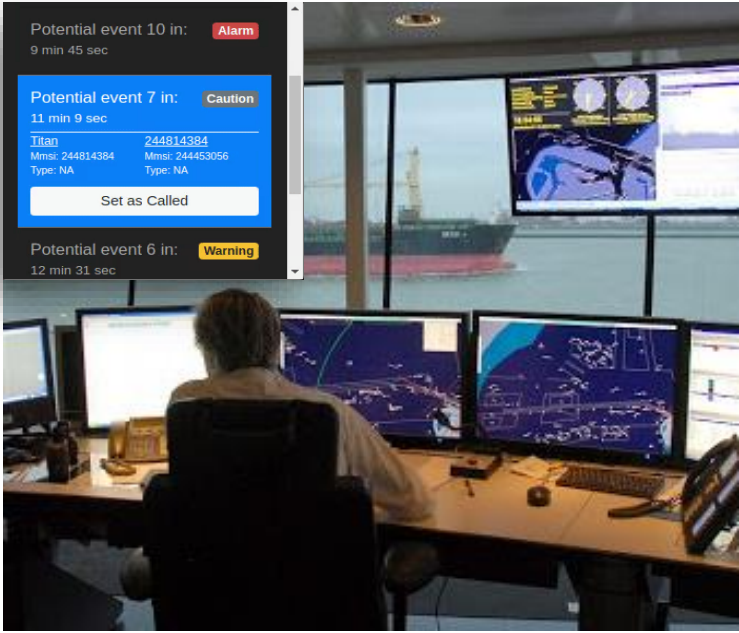 Potential event 10 in: Alarm
9 min 45 sec
Potential event 7 in: Caution
11 min 9 sec
Titan 244814384
Mmsi: 244814384 Mmsi: 244453056
Type: NA Type: NA
Set as Called
Potential event 6 in: Warning
12 min 31 sec